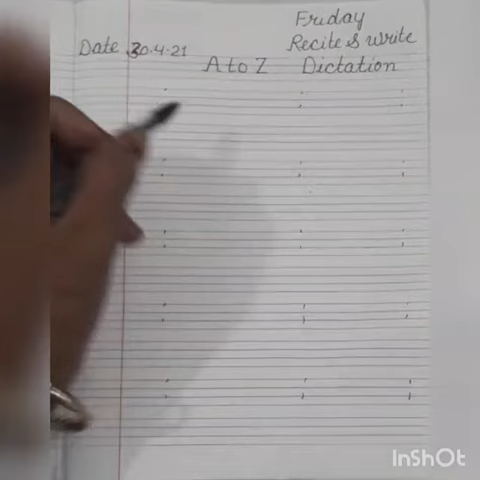 Friday
Date 30.4.21 Recite & write
A to Z Dictation
InShOt